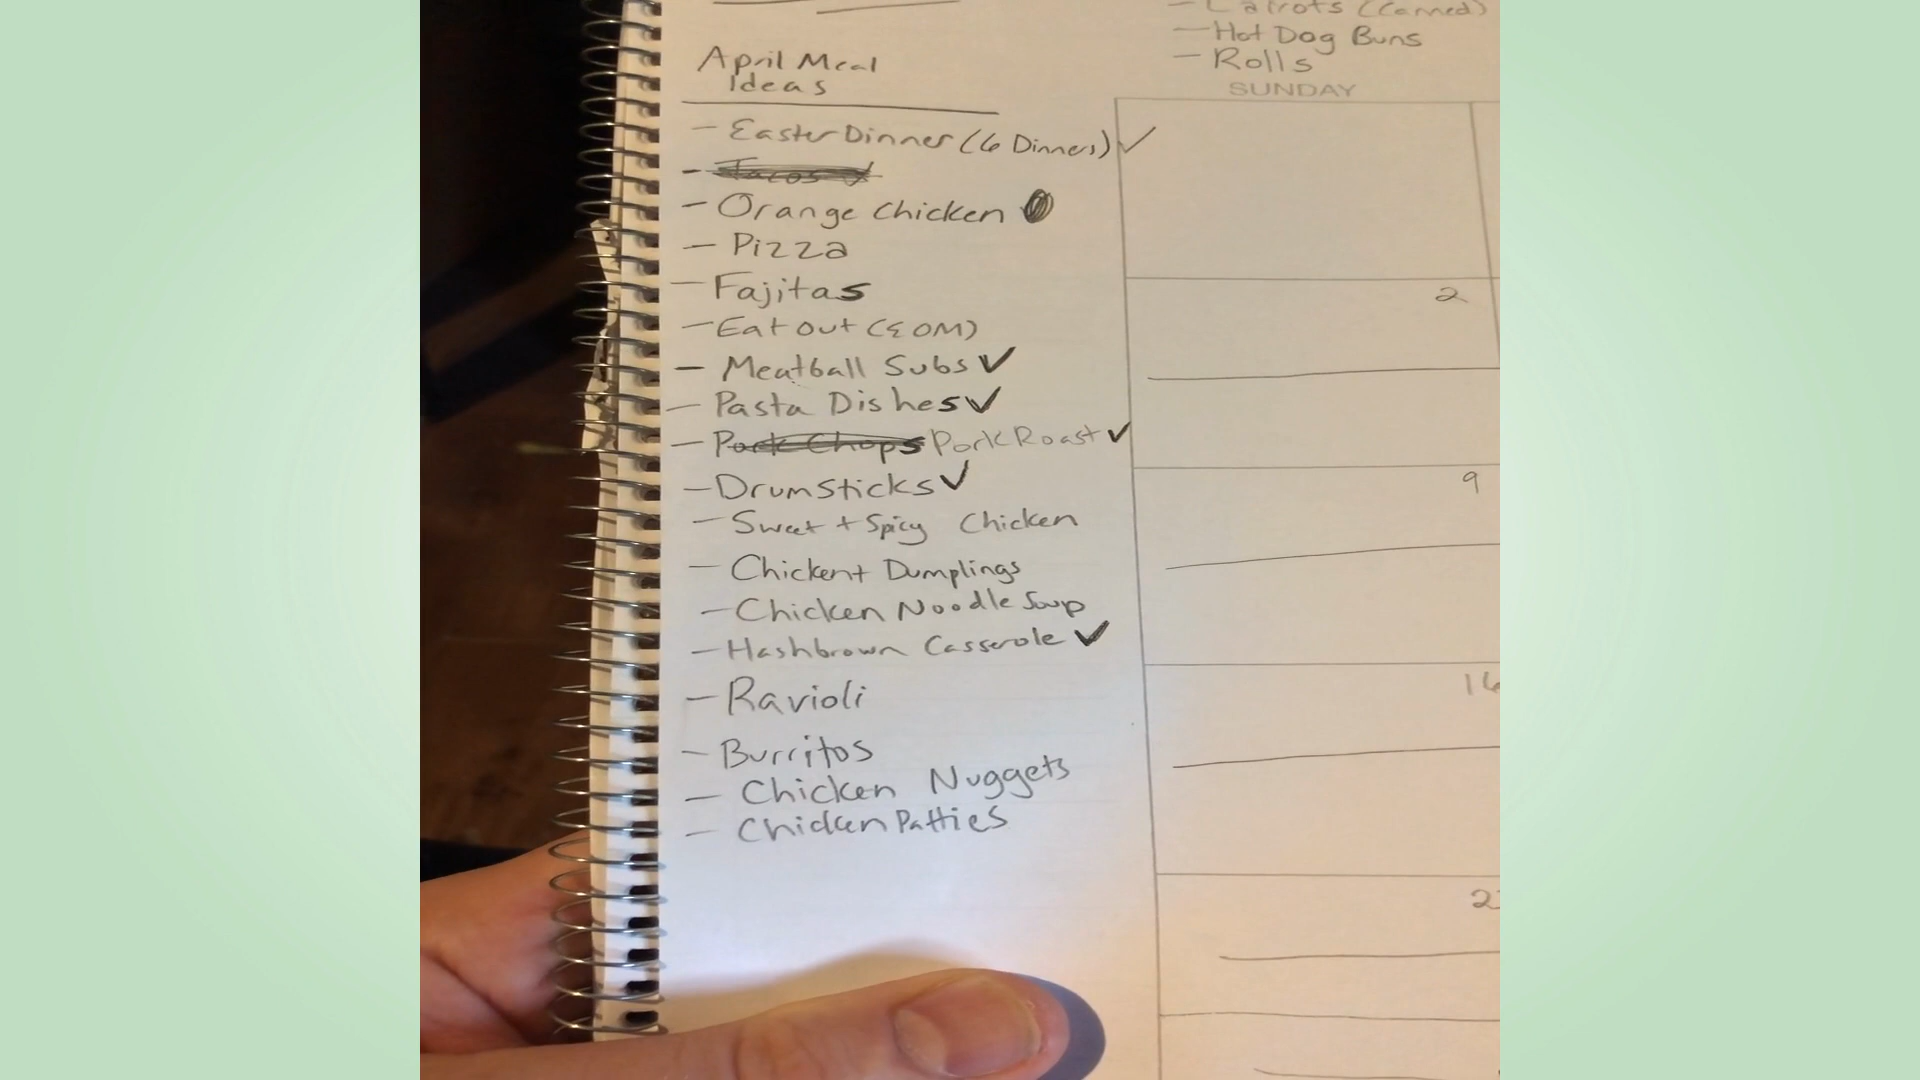 - Carrots (Canned)
- Hot Dog Buns
- Rolls
April Meal
Ideas
- Easter Dinner (6 Dinners) ✓
- Tacos ✓
- Orange Chicken
- Pizza
- Fajitas
- Eat Out (EOM)
- Meatball Subs ✓
- Pasta Dishes ✓
- Pork Chops Pork Roast ✓
- Drumsticks ✓
- Sweet + Spicy Chicken
- Chicken + Dumplings
- Chicken Noodle Soup
- Hashbrown Casserole ✓
- Ravioli
- Burritos
- Chicken Nuggets
- Chicken Patties
SUNDAY
2
9
16